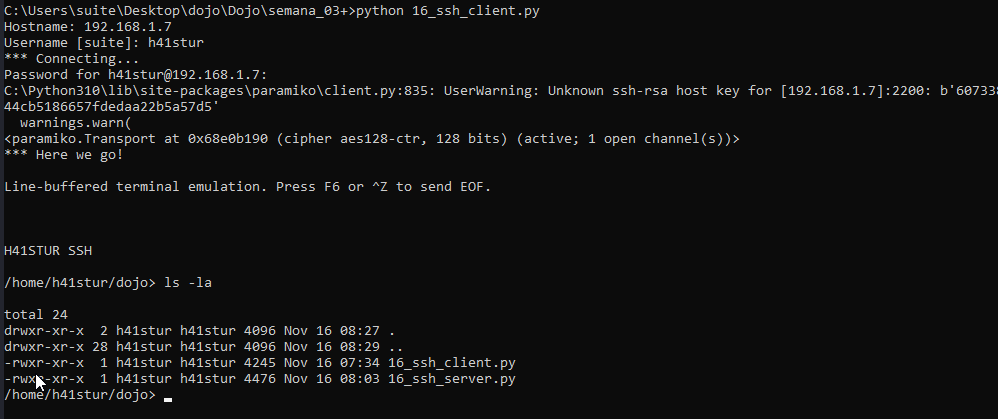 C:\Users\suite\Desktop\dojo\Dojo\semana_03+>python 16_ssh_client.py
Hostname: 192.168.1.7
Username [suite]: h41stur
*** Connecting...
Password for h41stur@192.168.1.7:
C:\Python310\lib\site-packages\paramiko\client.py:835: UserWarning: Unknown ssh-rsa host key for [192.168.1.7]:2200: b'607338
44cb5186657fdedaa22b5a57d5'
  warnings.warn(
<paramiko.Transport at 0x68e0b190 (cipher aes128-ctr, 128 bits) (active; 1 open channel(s))>
*** Here we go!
Line-buffered terminal emulation. Press F6 or ^Z to send EOF.
H41STUR SSH
/home/h41stur/dojo> ls -la
total 24
drwxr-xr-x  2 h41stur h41stur 4096 Nov 16 08:27 .
drwxr-xr-x 28 h41stur h41stur 4096 Nov 16 08:29 ..
-rwxr-xr-x  1 h41stur h41stur 4245 Nov 16 07:34 16_ssh_client.py
-rwxr-xr-x  1 h41stur h41stur 4476 Nov 16 08:03 16_ssh_server.py
/home/h41stur/dojo>